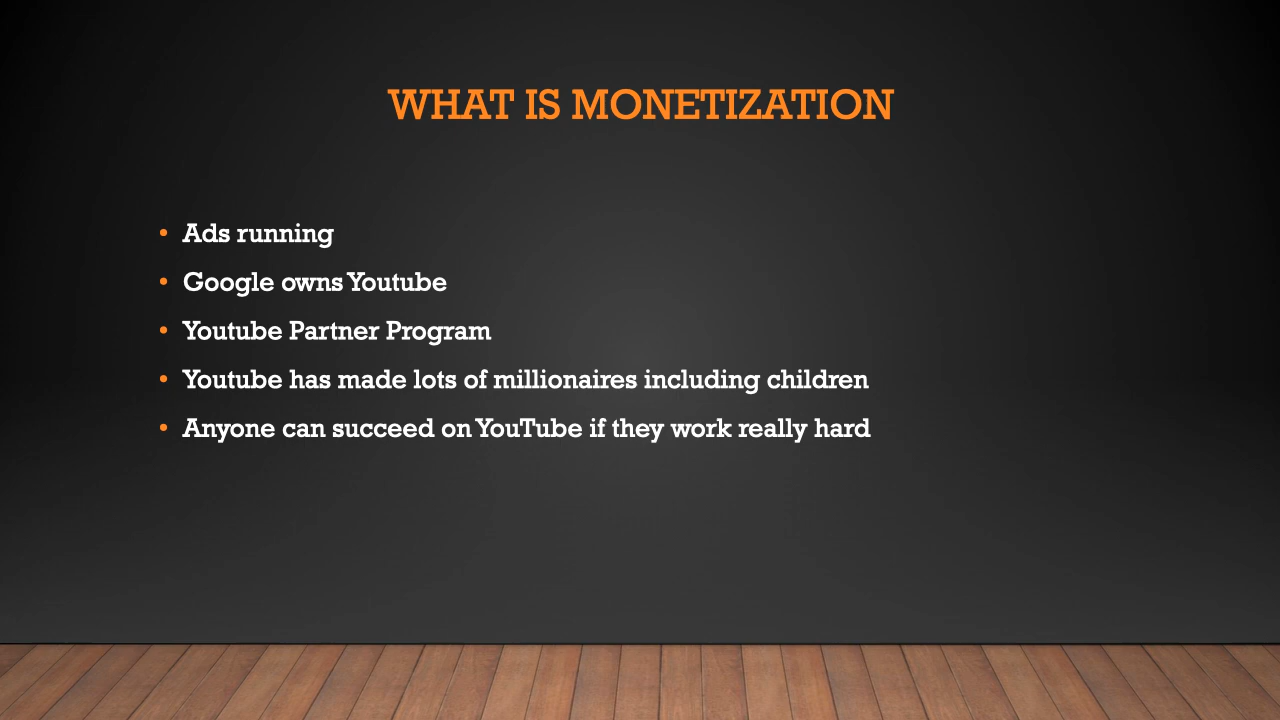 WHAT IS MONETIZATION
• Ads running
• Google owns Youtube
• Youtube Partner Program
• Youtube has made lots of millionaires including children
• Anyone can succeed on YouTube if they work really hard